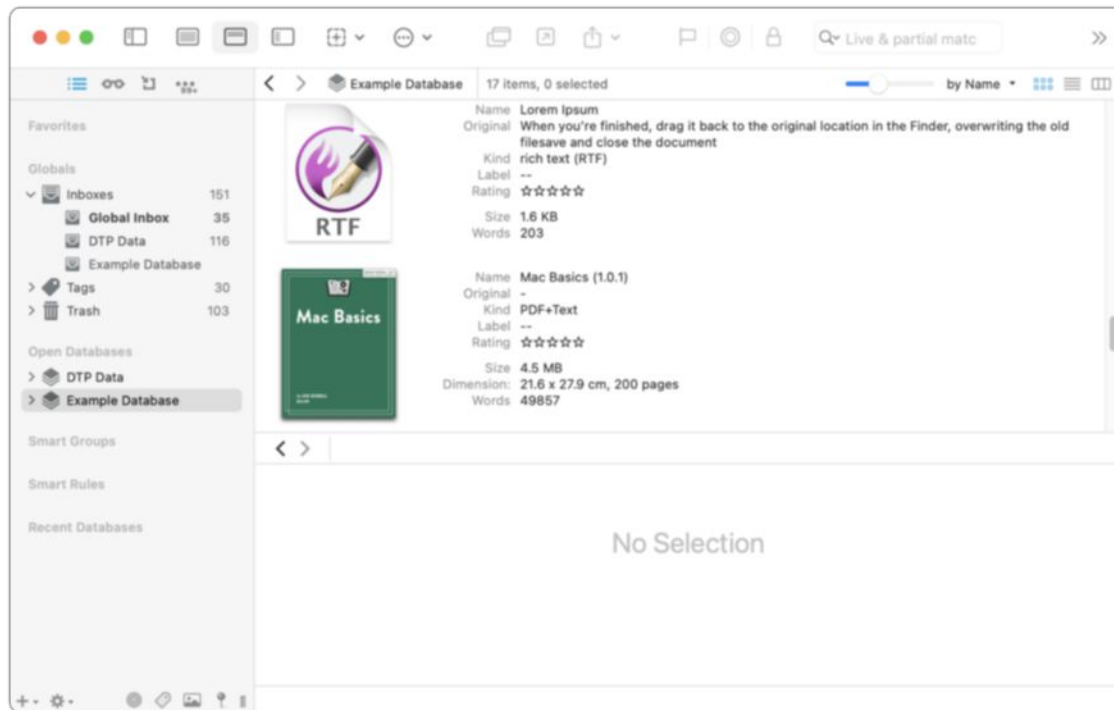 Live & partial matc
Example Database
17 items, 0 selected
by Name
Favorites
Globals
Inboxes 151
Global Inbox 35
DTP Data 116
Example Database
Tags 30
Trash 103
Open Databases
DTP Data
Example Database
Smart Groups
Smart Rules
Recent Databases
RTF
Name Lorem Ipsum
Original When you're finished, drag it back to the original location in the Finder, overwriting the old
filesave and close the document
Kind rich text (RTF)
Label --
Rating ☆☆☆☆☆
Size 1.6 KB
Words 203
Mac Basics
Name Mac Basics (1.0.1)
Original -
Kind PDF+Text
Label --
Rating ☆☆☆☆☆
Size 4.5 MB
Dimension: 21.6 x 27.9 cm, 200 pages
Words 49857
No Selection